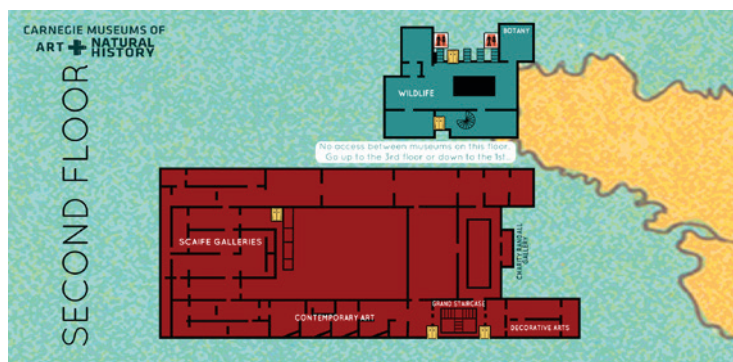 CARNEGIE MUSEUMS OF
ART + NATURAL
HISTORY
SECOND FLOOR
BOTANY
WILDLIFE
No access between museums on this floor.
Go up to the 3rd floor or down to the 1st.
SCAIFE GALLERIES
CHARITY RANDALL
GALLERY
GRAND STAIRCASE
CONTEMPORARY ART
DECORATIVE ARTS